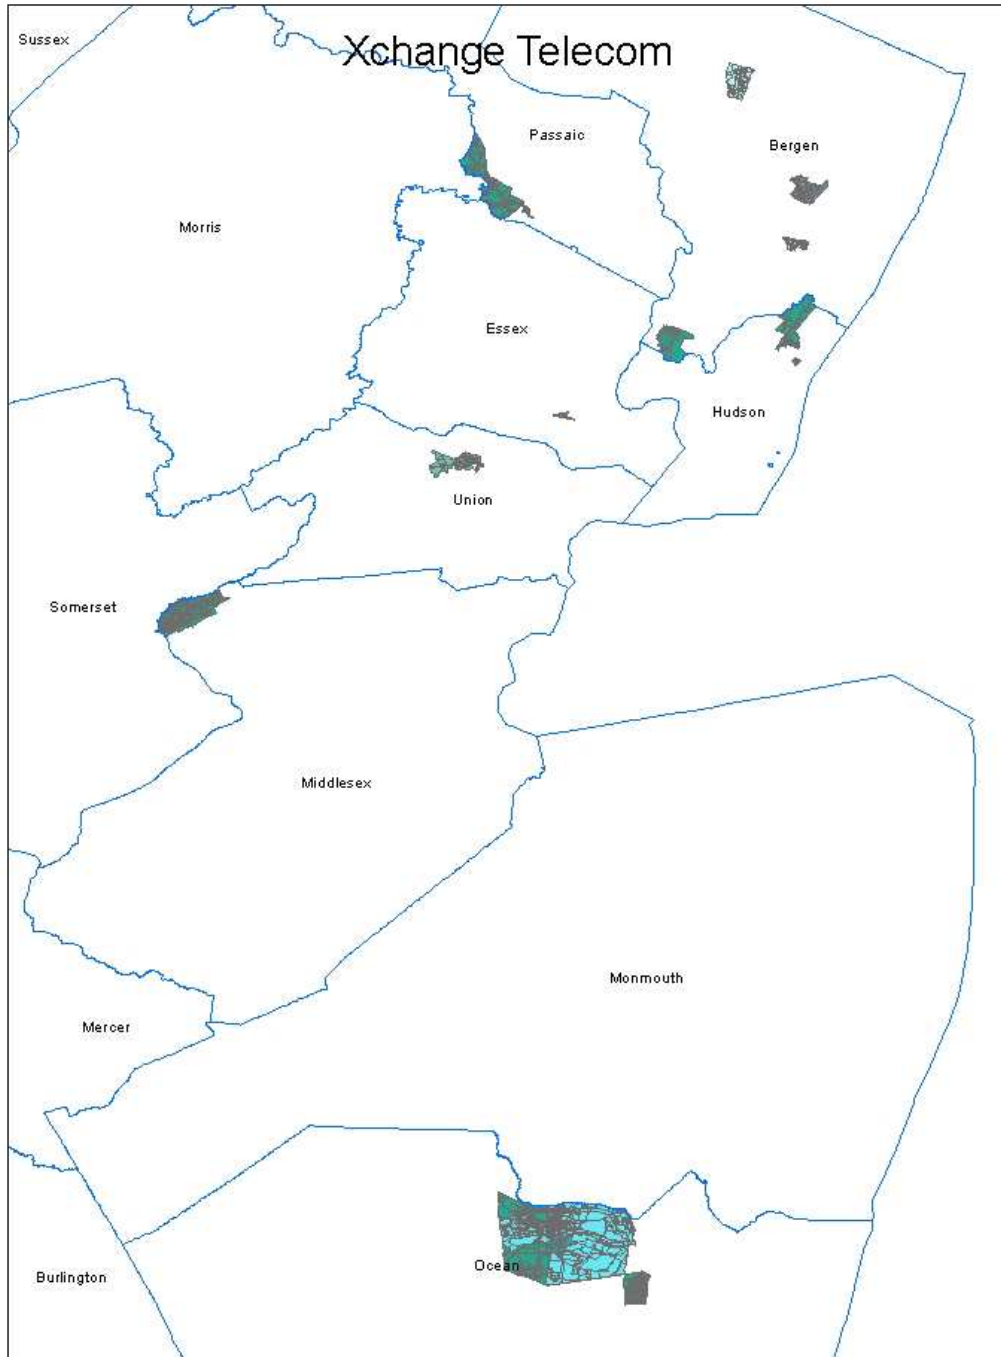 Sussex
Xchange Telecom
Passaic
Bergen
Morris
Essex
Hudson
Union
Somerset
Middlesex
Monmouth
Mercer
Ocean
Burlington